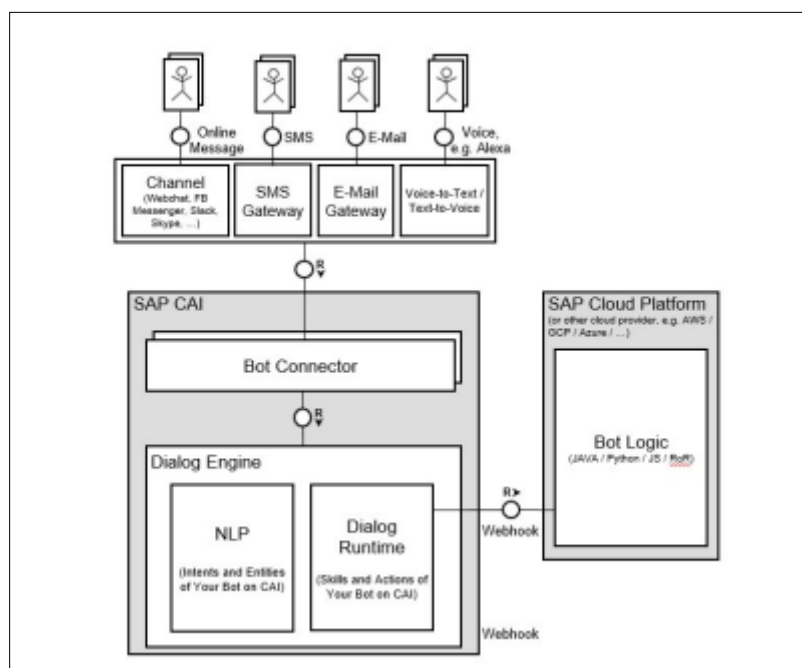 Online
Message
SMS
E-Mail
Voice,
e.g. Alexa
Channel
(Webchat, FB
Messenger, Slack,
Skype, ...)
SMS
Gateway
E-Mail
Gateway
Voice-to-Text /
Text-to-Voice
R
SAP CAI
SAP Cloud Platform
(or other cloud provider, e.g. AWS /
GCP / Azure / ...)
Bot Connector
R
Bot Logic
(JAVA / Python / JS / RoR)
Dialog Engine
R
Webhook
NLP
(Intents and Entities
of Your Bot on CAI)
Dialog
Runtime
(Skills and Actions of
Your Bot on CAI)
Webhook